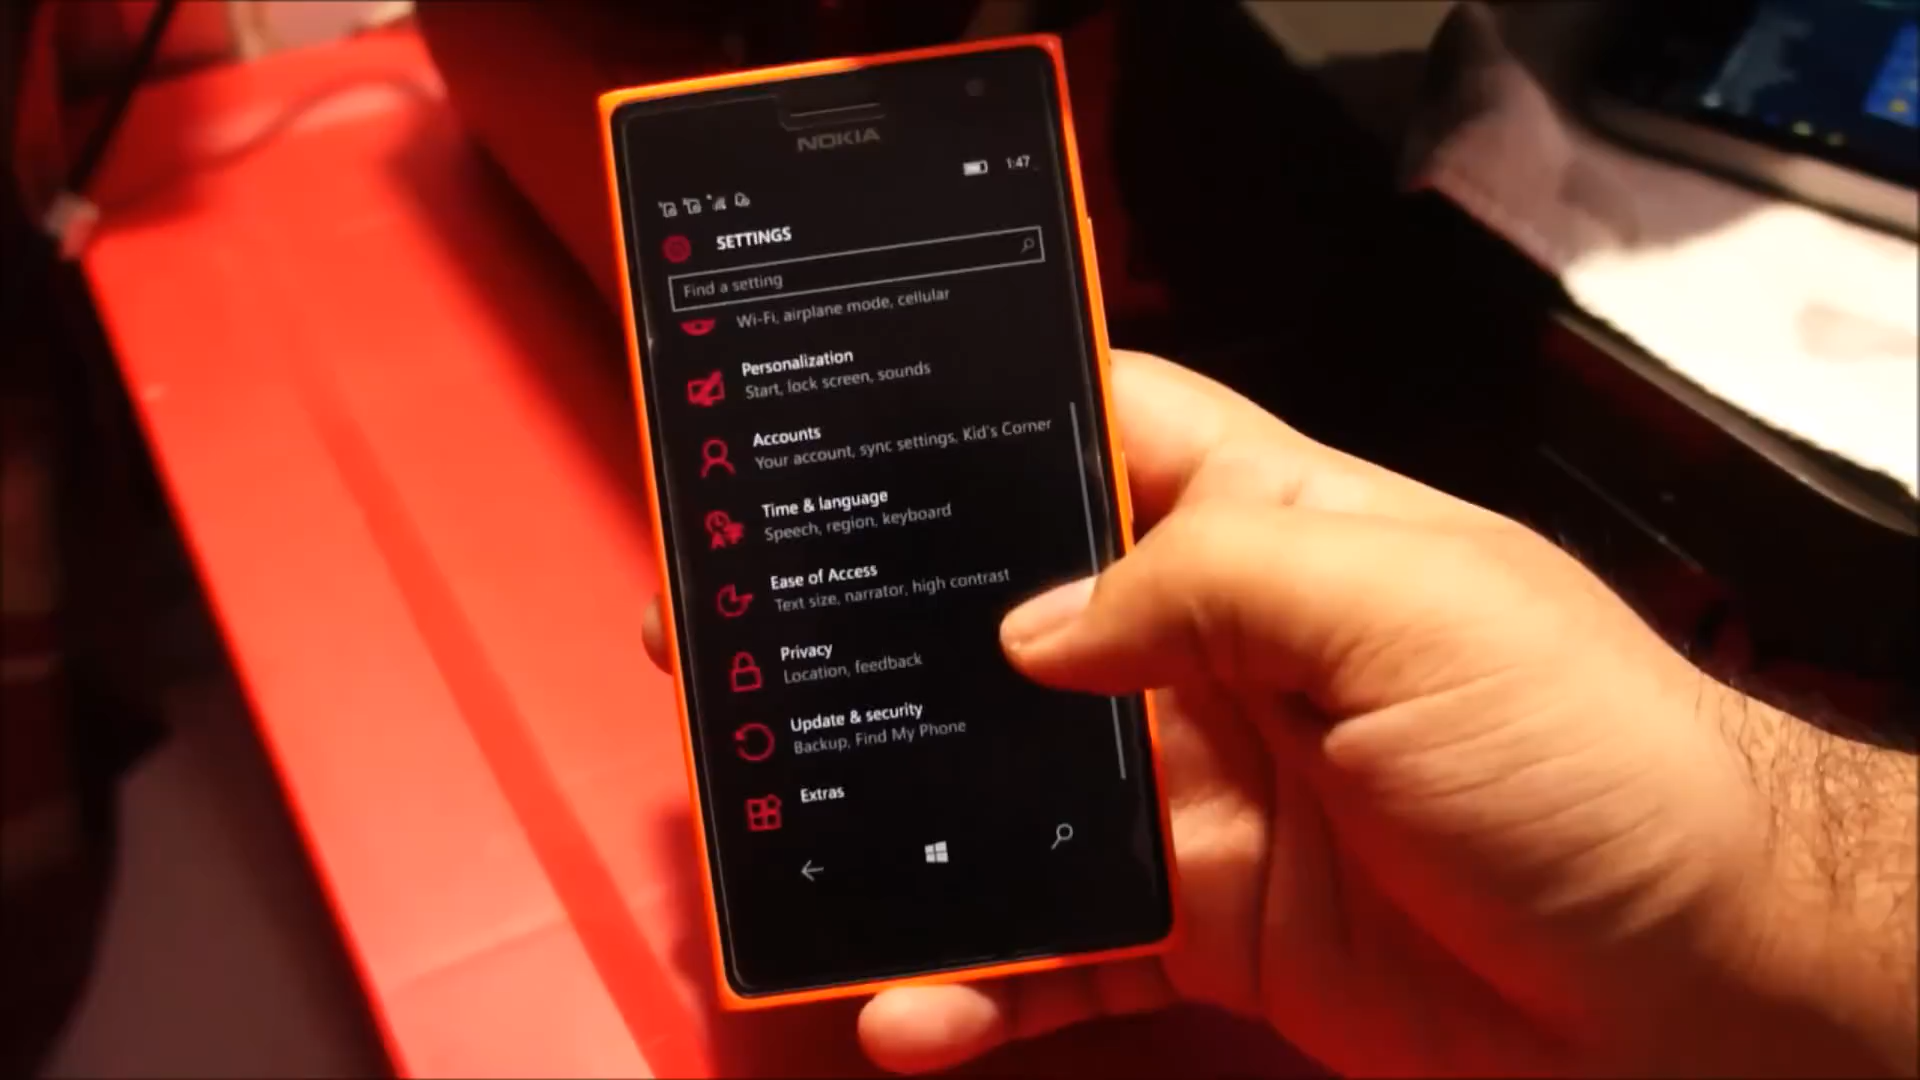 NOKIA
1:47
SETTINGS
Find a setting
Wi-Fi, airplane mode, cellular
Personalization
Start, lock screen, sounds
Accounts
Your account, sync settings, Kid's Corner
Time & language
Speech, region, keyboard
Ease of Access
Text size, narrator, high contrast
Privacy
Location, feedback
Update & security
Backup, Find My Phone
Extras